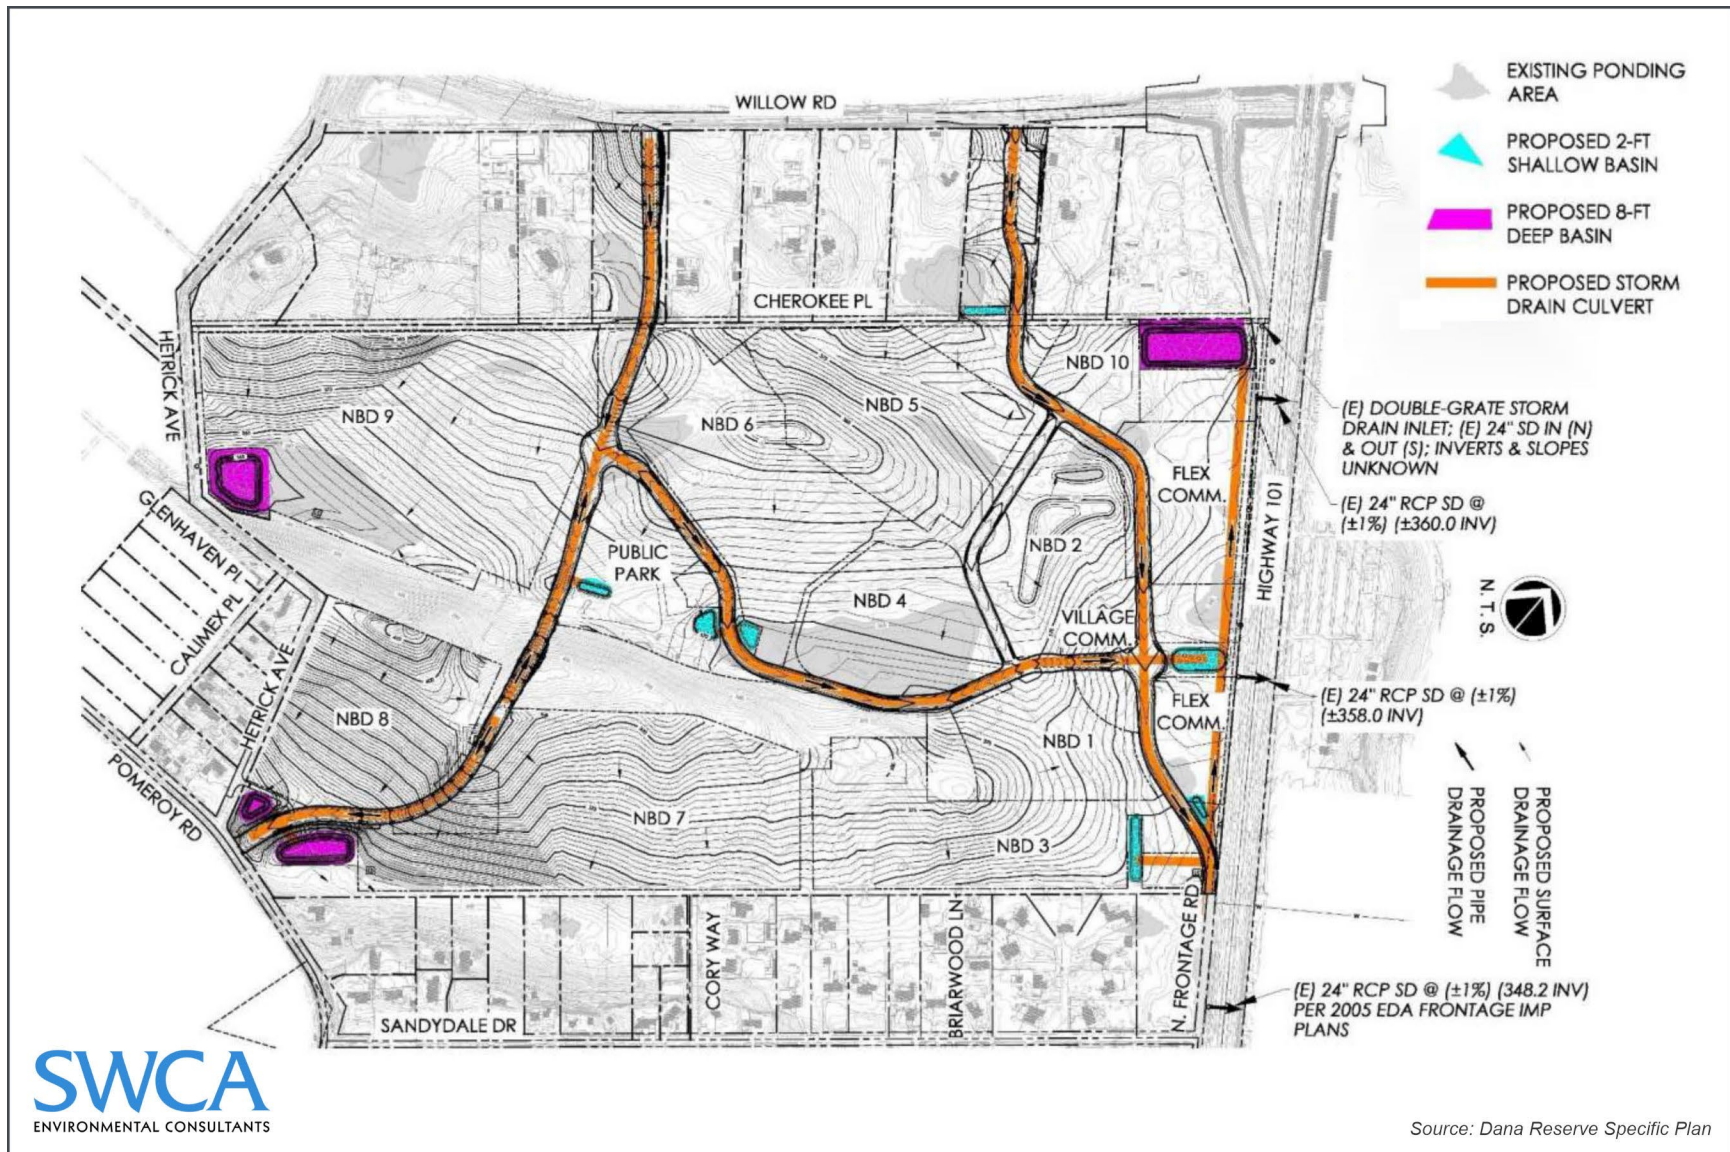 EXISTING PONDING
AREA
PROPOSED 2-FT
SHALLOW BASIN
PROPOSED 8-FT
DEEP BASIN
PROPOSED STORM
DRAIN CULVERT
WILLOW RD
CHEROKEE PL
HETRICK AVE
NBD 10
NBD 9
NBD 5
NBD 6
(E) DOUBLE-GRATE STORM
DRAIN INLET; (E) 24" SD IN (N)
& OUT (S); INVERTS & SLOPES
UNKNOWN
FLEX
COMM.
(E) 24" RCP SD @
(±1%) (±360.0 INV)
HIGHWAY 101
GLENHAVEN PL
PUBLIC
PARK
NBD 2
NBD 4
VILLAGE
COMM.
N. T. S.
CALIMEX PL
HETRICK AVE
NBD 8
FLEX
COMM.
(E) 24" RCP SD @ (±1%)
(±358.0 INV)
NBD 1
POMEROY RD
NBD 7
NBD 3
PROPOSED PIPE
DRAINAGE FLOW
PROPOSED SURFACE
DRAINAGE FLOW
CORY WAY
BRIARWOOD LN
N. FRONTAGE RD
SANDYDALE DR
(E) 24" RCP SD @ (±1%) (348.2 INV)
PER 2005 EDA FRONTAGE IMP
PLANS
SWCA
ENVIRONMENTAL CONSULTANTS
Source: Dana Reserve Specific Plan